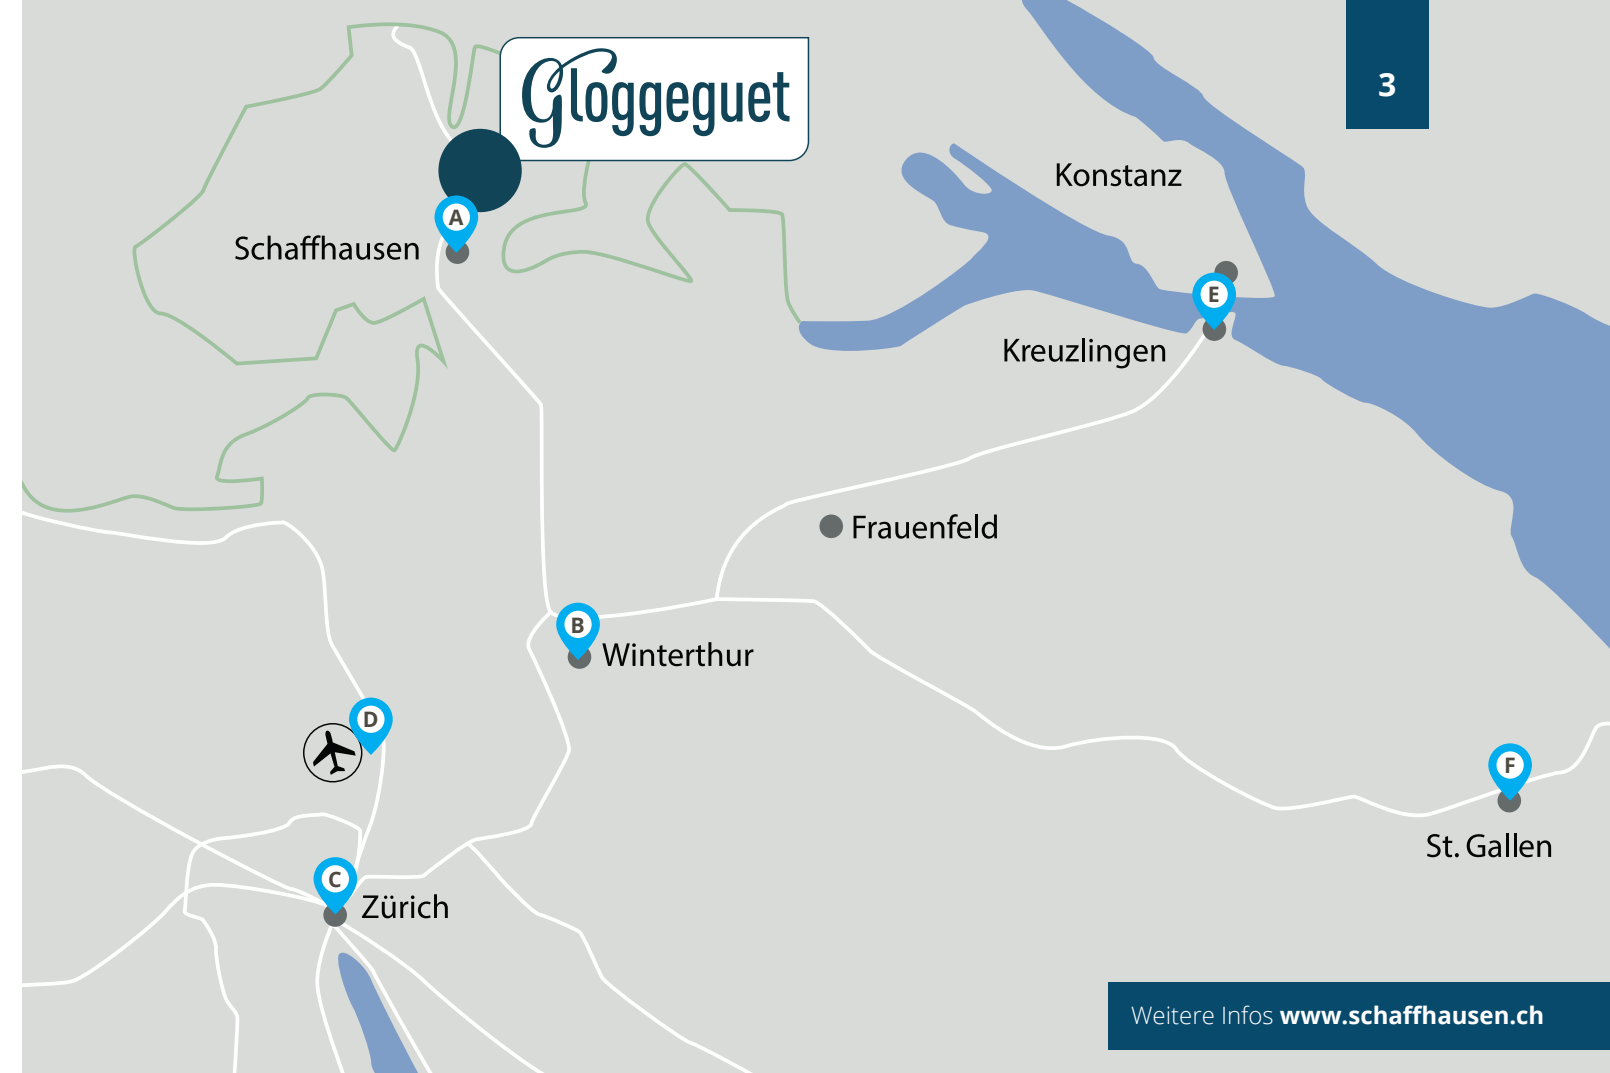 3
Gloggeguet
Konstanz
A
Schaffhausen
E
Kreuzlingen
Frauenfeld
B
Winterthur
D
F
St. Gallen
C
Zürich
Weitere Infos www.schaffhausen.ch